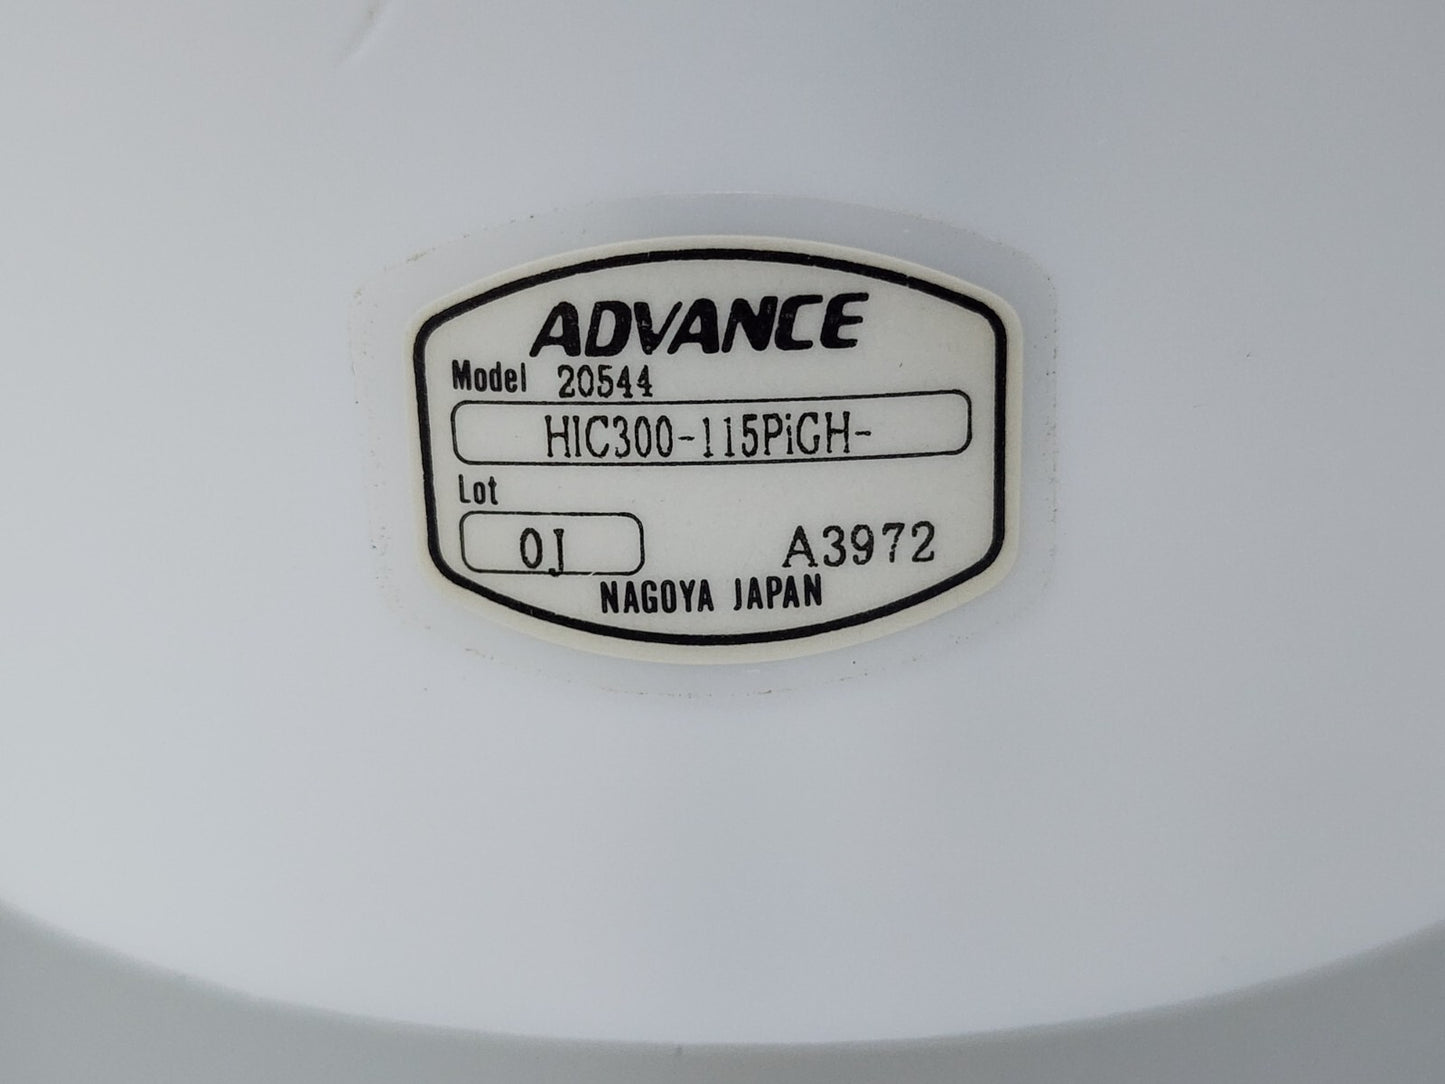 ADVANCE
Model 20544
HIC300-115PiGH-
Lot
0J A3972
NAGOYA JAPAN